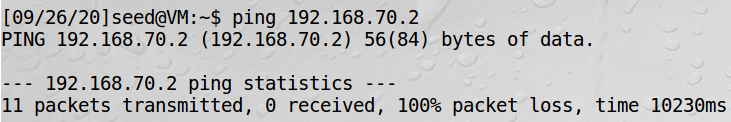 [09/26/20]seed@VM:~$ ping 192.168.70.2
PING 192.168.70.2 (192.168.70.2) 56(84) bytes of data.
--- 192.168.70.2 ping statistics ---
11 packets transmitted, 0 received, 100% packet loss, time 10230ms